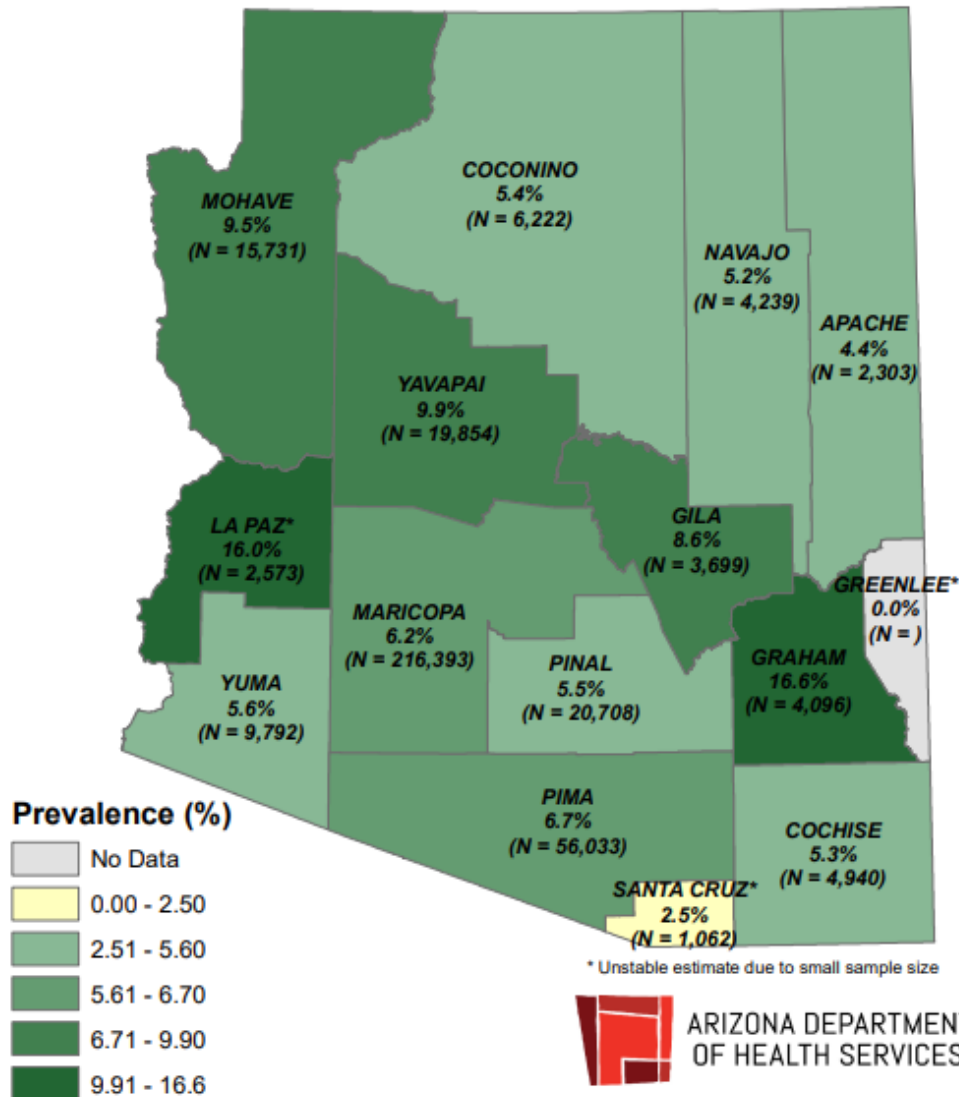 COCONINO
5.4%
(N = 6,222)
MOHAVE
9.5%
(N = 15,731)
NAVAJO
5.2%
(N = 4,239)
APACHE
4.4%
(N = 2,303)
YAVAPAI
9.9%
(N = 19,854)
LA PAZ*
16.0%
(N = 2,573)
GILA
8.6%
(N = 3,699)
GREENLEE*
0.0%
(N = )
MARICOPA
6.2%
(N = 216,393)
PINAL
5.5%
(N = 20,708)
GRAHAM
16.6%
(N = 4,096)
YUMA
5.6%
(N = 9,792)
PIMA
6.7%
(N = 56,033)
COCHISE
5.3%
(N = 4,940)
SANTA CRUZ*
2.5%
(N = 1,062)
* Unstable estimate due to small sample size
Prevalence (%)
No Data
0.00 - 2.50
2.51 - 5.60
5.61 - 6.70
6.71 - 9.90
9.91 - 16.6
ARIZONA DEPARTMEN
OF HEALTH SERVICES